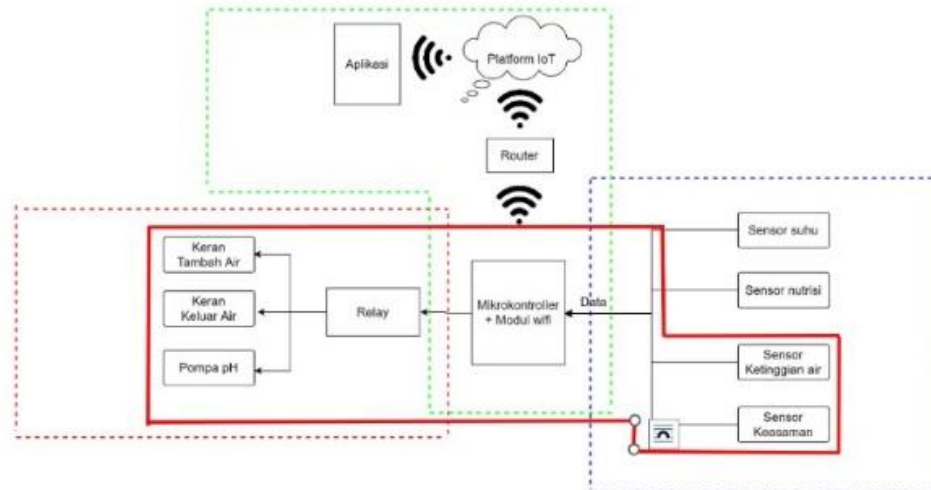 Aplikasi
Platform IoT
Router
Sensor suhu
Keran
Tambah Air
Sensor nutrisi
Keran
Keluar Air
Relay
Mikrokontroller
+ Modul wifi
Data
Pompa pH
Sensor
Ketinggian air
Sensor
Keasaman